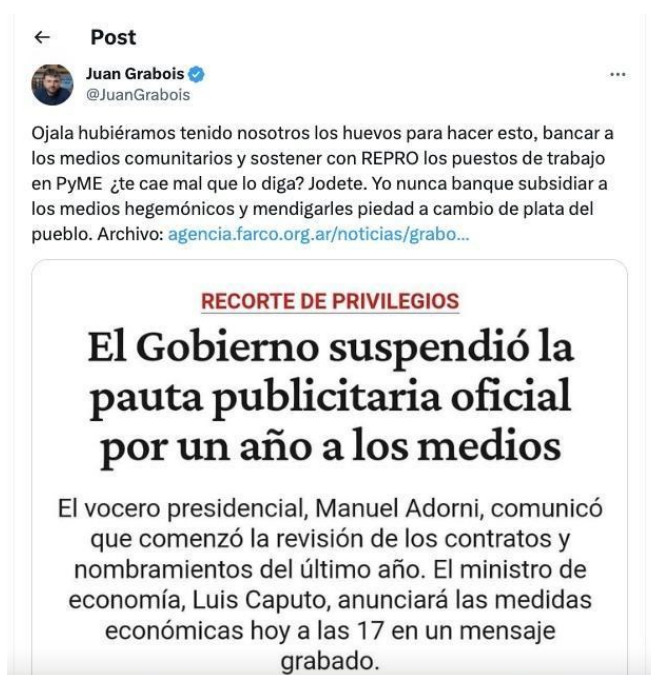 Post
Juan Grabois
@JuanGrabois
Ojala hubiéramos tenido nosotros los huevos para hacer esto, bancar a
los medios comunitarios y sostener con REPRO los puestos de trabajo
en PyME ¿te cae mal que lo diga? Jodete. Yo nunca banque subsidiar a
los medios hegemónicos y mendigarles piedad a cambio de plata del
pueblo. Archivo: agencia.farco.org.ar/noticias/grabo...
RECORTE DE PRIVILEGIOS
El Gobierno suspendió la
pauta publicitaria oficial
por un año a los medios
El vocero presidencial, Manuel Adorni, comunicó
que comenzó la revisión de los contratos y
nombramientos del último año. El ministro de
economía, Luis Caputo, anunciará las medidas
económicas hoy a las 17 en un mensaje
grabado.